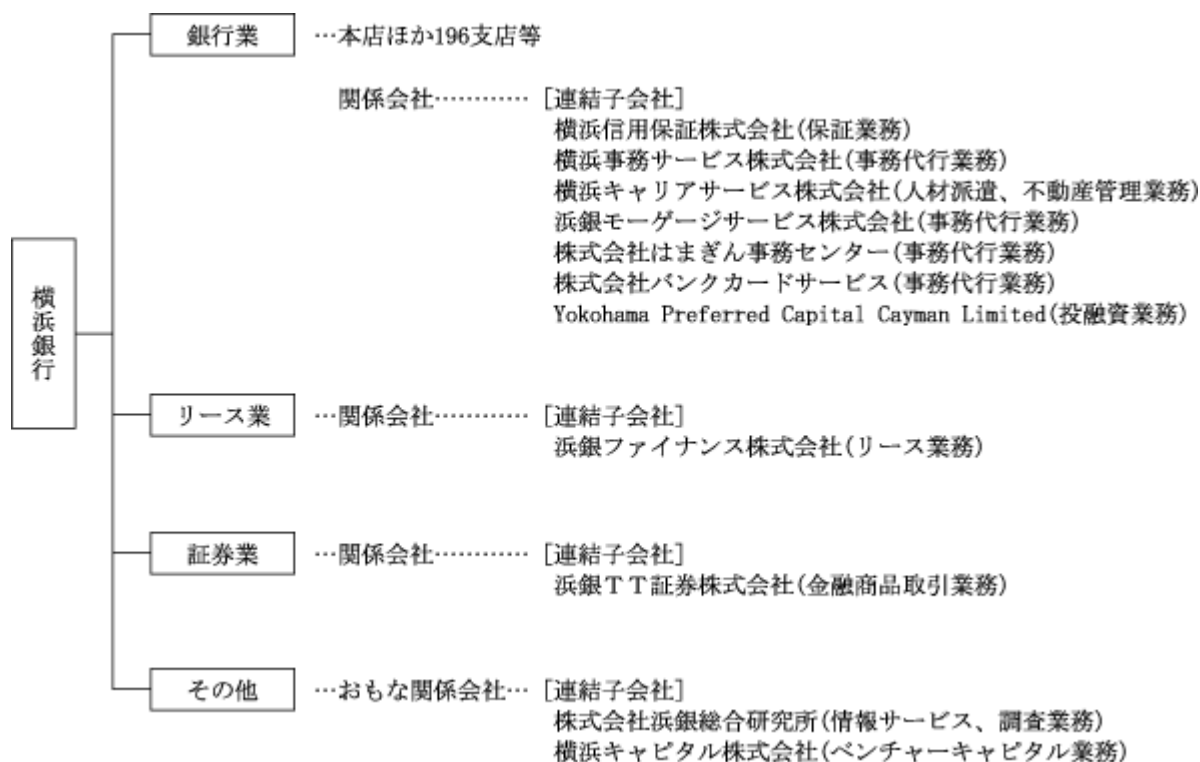 銀行業 …本店ほか196支店等
関係会社………… [連結子会社]
横浜信用保証株式会社(保証業務)
横浜事務サービス株式会社(事務代行業務)
横浜キャリアサービス株式会社(人材派遣、不動産管理業務)
浜銀モーゲージサービス株式会社(事務代行業務)
株式会社はまぎん事務センター(事務代行業務)
株式会社バンクカードサービス(事務代行業務)
Yokohama Preferred Capital Cayman Limited(投融資業務)
横浜銀行
リース業 …関係会社………… [連結子会社]
浜銀ファイナンス株式会社(リース業務)
証券業 …関係会社………… [連結子会社]
浜銀TT証券株式会社(金融商品取引業務)
その他 …おもな関係会社… [連結子会社]
株式会社浜銀総合研究所(情報サービス、調査業務)
横浜キャピタル株式会社(ベンチャーキャピタル業務)